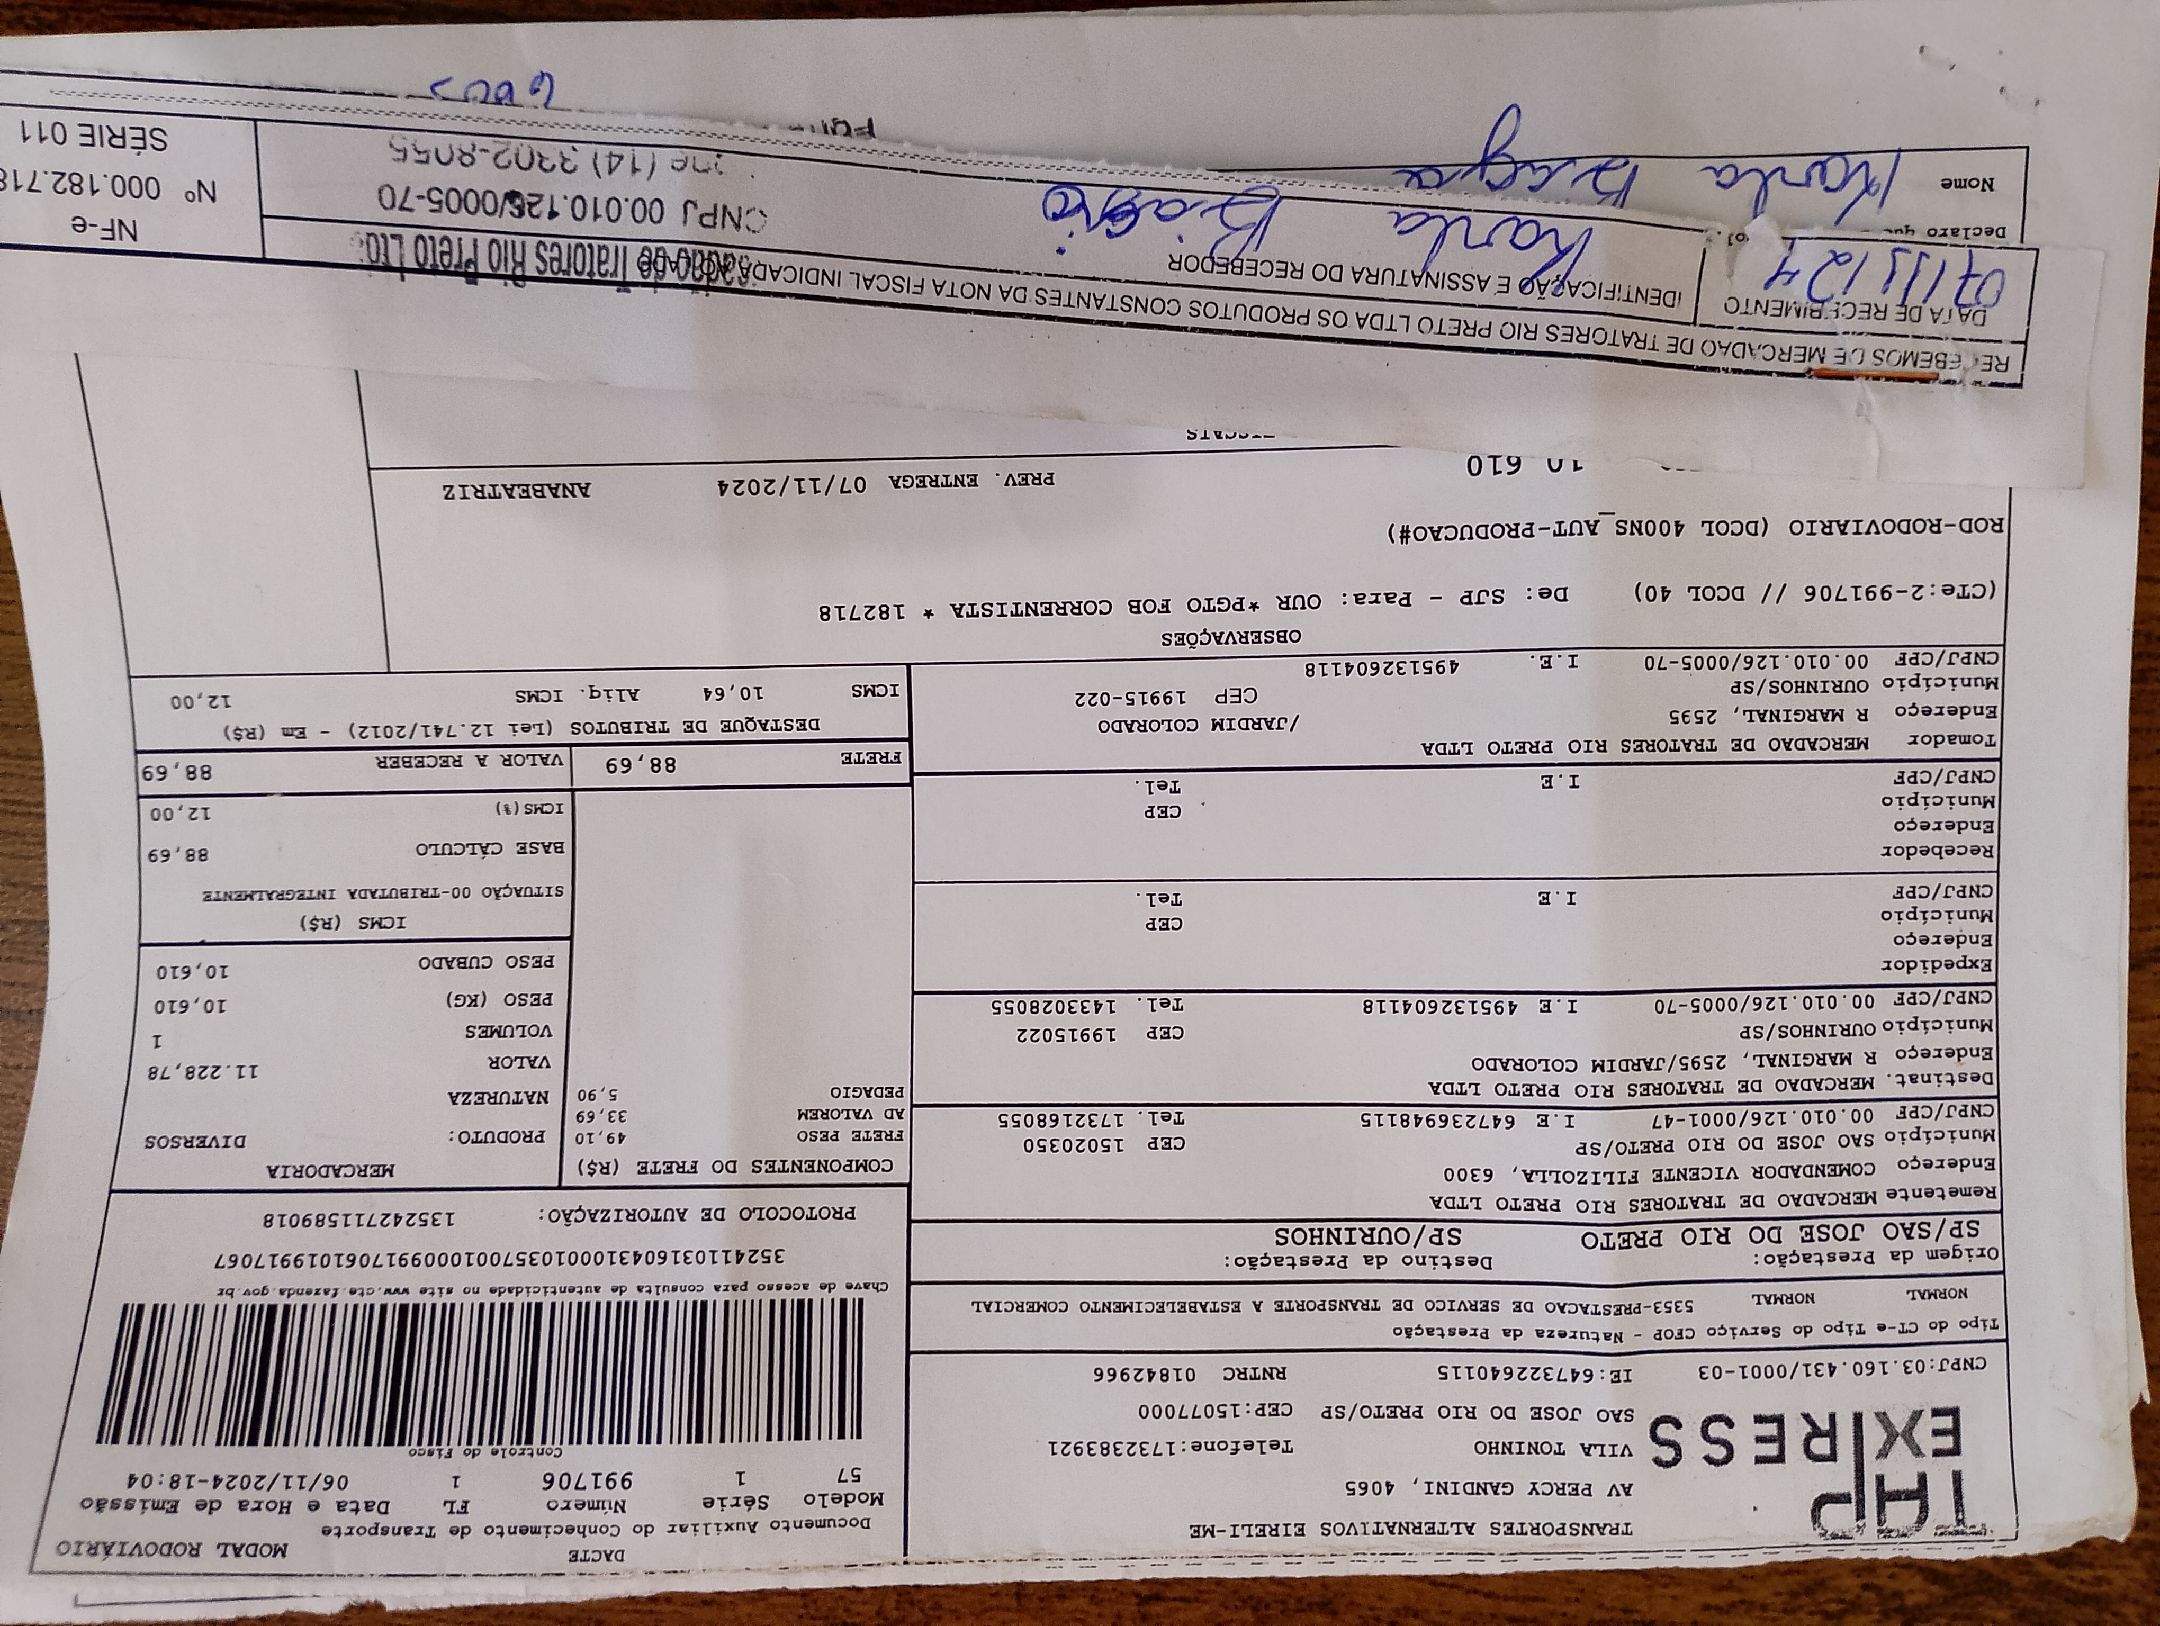 TAP
EXPRESS
TRANSPORTES ALTERNATIVOS EIRELI-ME
AV PERCY GANDINI, 4065
VILA TONINHO Telefone:1732383921
SAO JOSE DO RIO PRETO/SP CEP:15077000
CNPJ:03.160.431/0001-03 IE:647322640115 RNTRC 01842966
DACTE MODAL RODOVIÁRIO
Documento Auxiliar do Conhecimento de Transporte
Modelo Série Número FL Data e Hora de Emissão
57 1 991706 1 06/11/2024-18:04
Controle do Fisco
Chave de acesso para consulta de autenticidade no site www.cte.fazenda.gov.br
35241103160431000103570010009917061019917067
PROTOCOLO DE AUTORIZAÇÃO: 135242711589018
Tipo do CT-e Tipo do Serviço CFOP - Natureza da Prestação
NORMAL NORMAL 5353-PRESTACAO DE SERVICO DE TRANSPORTE A ESTABELECIMENTO COMERCIAL
Origem da Prestação: Destino da Prestação:
SP/SAO JOSE DO RIO PRETO SP/OURINHOS
Remetente MERCADAO DE TRATORES RIO PRETO LTDA
Endereço COMENDADOR VICENTE FILIZOLLA, 6300
Município SAO JOSE DO RIO PRETO/SP CEP 15020350
CNPJ/CPF 00.010.126/0001-47 I.E 647236948115 Tel. 1732168055
Destinat. MERCADAO DE TRATORES RIO PRETO LTDA
Endereço R MARGINAL, 2595/JARDIM COLORADO
Município OURINHOS/SP CEP 19915022
CNPJ/CPF 00.010.126/0005-70 I.E 495132604118 Tel. 1433028055
Expedidor
Endereço
Município CEP
CNPJ/CPF I.E Tel.
Recebedor
Endereço
Município CEP
CNPJ/CPF I.E Tel.
Tomador MERCADAO DE TRATORES RIO PRETO LTDA
Endereço R MARGINAL, 2595 /JARDIM COLORADO
Município OURINHOS/SP CEP 19915-022
CNPJ/CPF 00.010.126/0005-70 I.E. 495132604118
COMPONENTES DO FRETE (R$)
FRETE PESO 49,10
AD VALOREM 33,69
PEDAGIO 5,90
MERCADORIA
PRODUTO: DIVERSOS
NATUREZA
VALOR 11.228,78
VOLUMES 1
PESO (KG) 10,610
PESO CUBADO 10,610
ICMS (R$)
SITUAÇÃO 00-TRIBUTADA INTEGRALMENTE
BASE CÁLCULO 88,69
ICMS(%) 12,00
FRETE 88,69 VALOR A RECEBER 88,69
DESTAQUE DE TRIBUTOS (Lei 12.741/2012) - Em (R$)
ICMS 10,64 Aliq. ICMS 12,00
OBSERVAÇÕES
(CTe:2-991706 // DCOL 40) De: SJP - Para: OUR *PGTO FOB CORRENTISTA * 182718
ROD-RODOVIARIO (DCOL 400NS_AUT-PRODUCAO#)
10 610 PREV. ENTREGA 07/11/2024 ANABEATRIZ
RECEBEMOS DE MERCADAO DE TRATORES RIO PRETO LTDA OS PRODUTOS CONSTANTES DA NOTA FISCAL INDICADA AO LADO
DATA DE RECEBIMENTO IDENTIFICAÇÃO E ASSINATURA DO RECEBEDOR
07/11/24 Karla Biagio
de Tratores Rio Preto Ltda
CNPJ 00.010.126/0005-70
(14) 3302-8055
NF-e
Nº 000.182.718
SÉRIE 011
Declaro que
Nome Karla